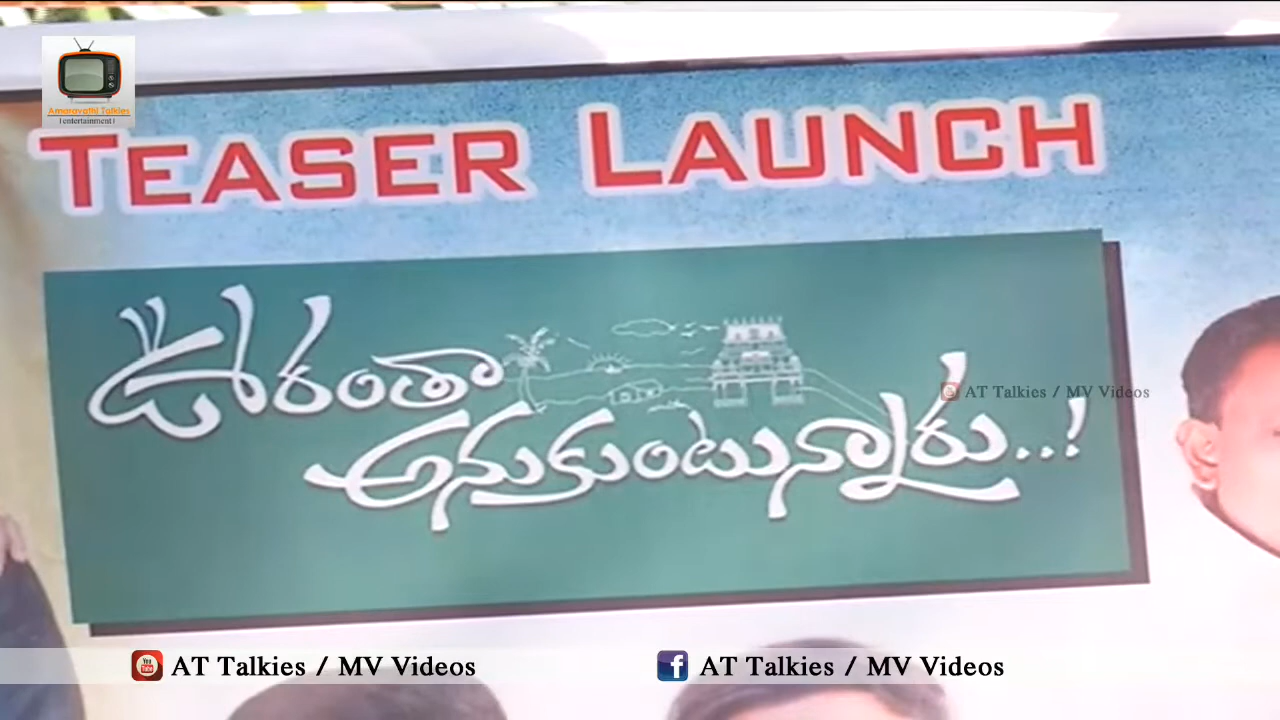 Amaravathi Talkies
[entertainment]
TEASER LAUNCH
ఊరంతా
అనుకుంటున్నారు..!
AT Talkies / MV Videos
AT Talkies / MV Videos
AT Talkies / MV Videos